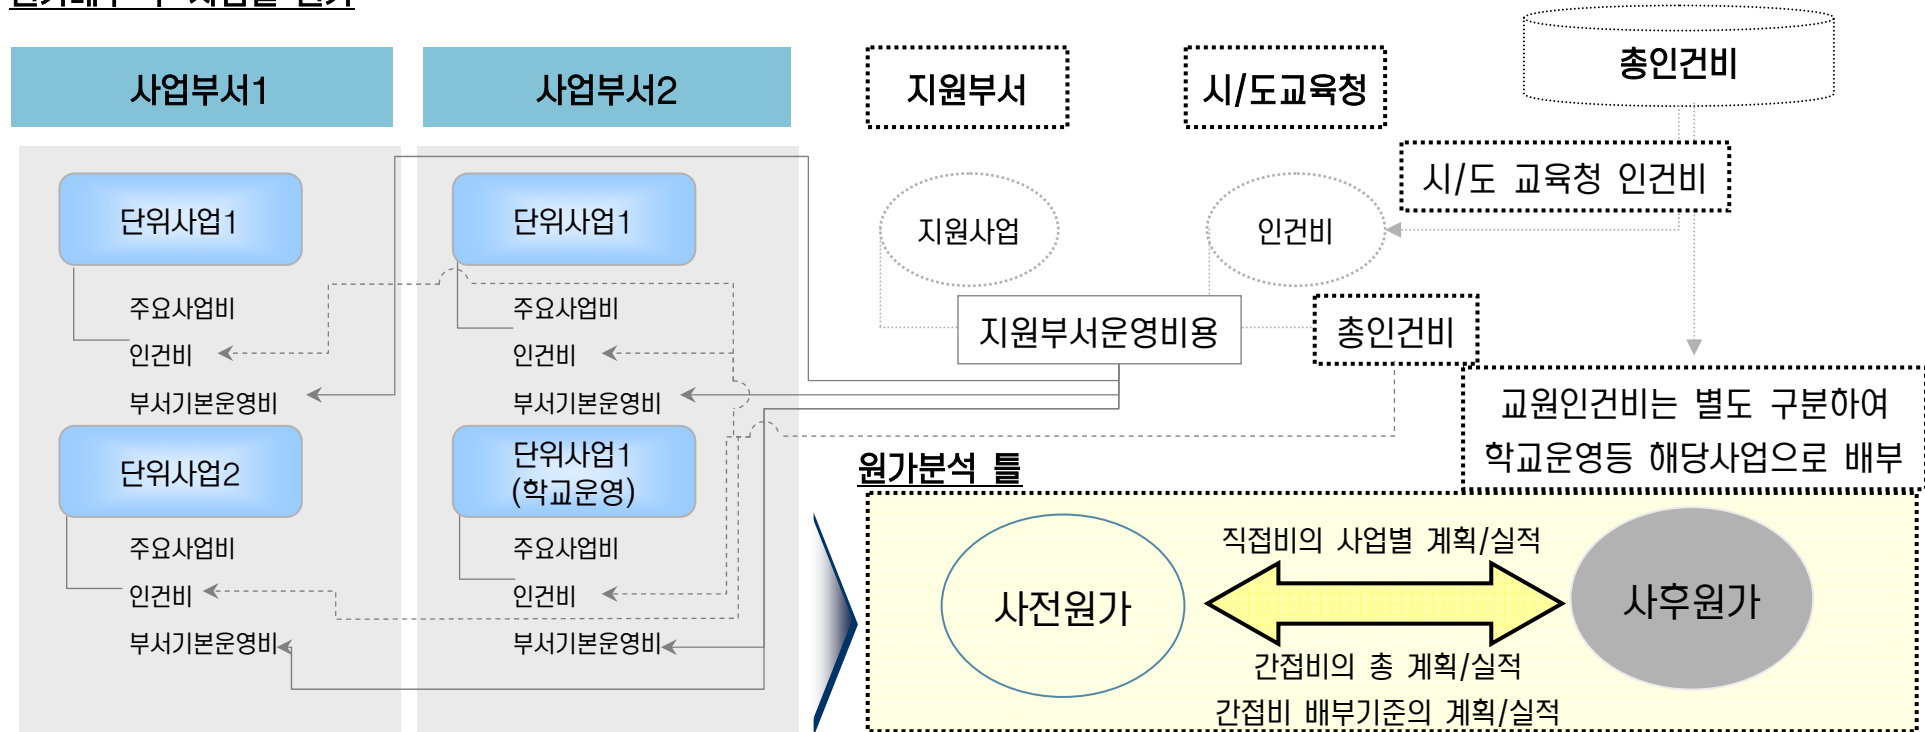 사업부서1
사업부서2
지원부서
시/도교육청
총인건비
시/도 교육청 인건비
단위사업1
주요사업비
인건비
부서기본운영비
단위사업2
주요사업비
인건비
부서기본운영비
단위사업1
주요사업비
인건비
부서기본운영비
단위사업1
(학교운영)
주요사업비
인건비
부서기본운영비
지원사업
인건비
지원부서운영비용
총인건비
교원인건비는 별도 구분하여
학교운영등 해당사업으로 배부
원가분석 틀
사전원가
직접비의 사업별 계획/실적
간접비의 총 계획/실적
간접비 배부기준의 계획/실적
사후원가